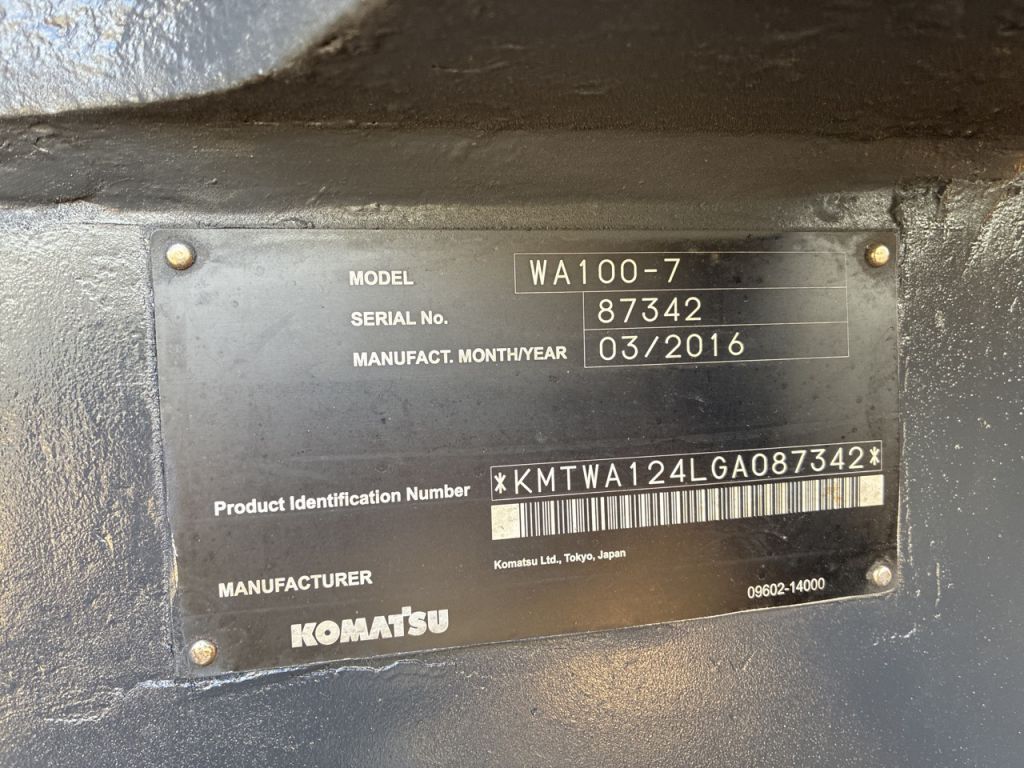 MODEL WA100-7
SERIAL No. 87342
MANUFACT. MONTH/YEAR 03/2016
Product Identification Number *KMTWA124LGA087342*
Komatsu Ltd., Tokyo, Japan
MANUFACTURER
09602-14000
KOMATSU